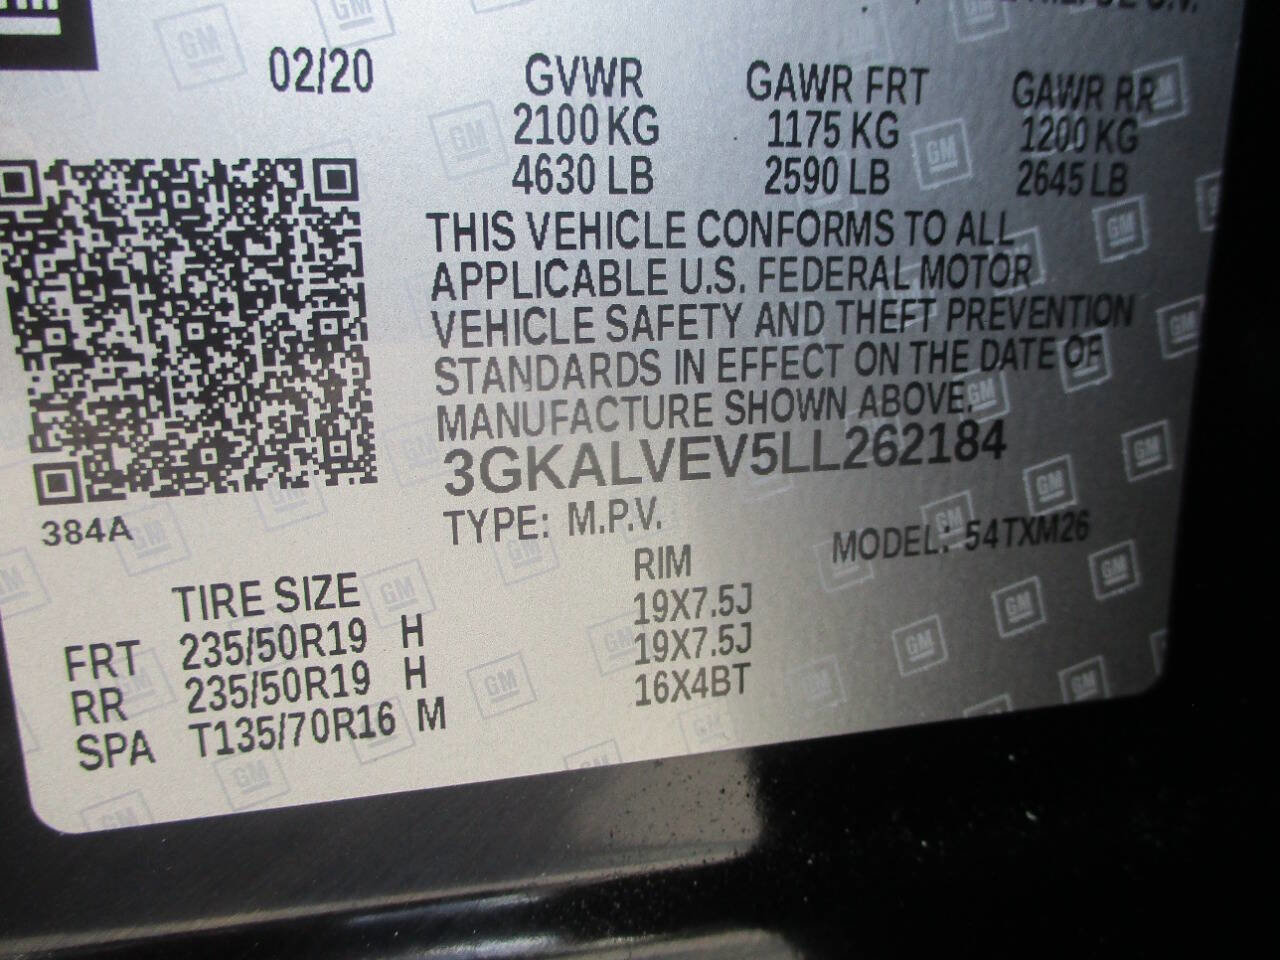 02/20 GVWR GAWR FRT GAWR RR
2100 KG 1175 KG 1200 KG
4630 LB 2590 LB 2645 LB
THIS VEHICLE CONFORMS TO ALL
APPLICABLE U.S. FEDERAL MOTOR
VEHICLE SAFETY AND THEFT PREVENTION
STANDARDS IN EFFECT ON THE DATE OF
MANUFACTURE SHOWN ABOVE.
3GKALVEV5LL262184
384A
TYPE: M.P.V. MODEL: 54TXM26
TIRE SIZE RIM
FRT 235/50R19 H 19X7.5J
RR 235/50R19 H 19X7.5J
SPA T135/70R16 M 16X4BT